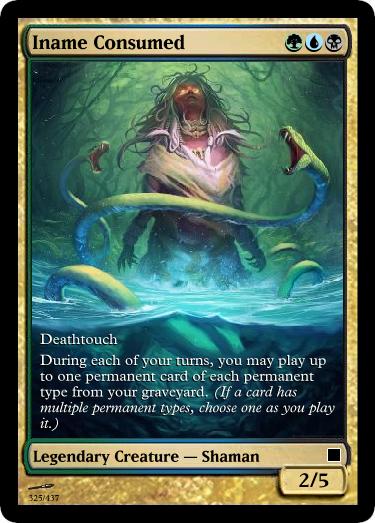 Iname Consumed
Deathtouch
During each of your turns, you may play up
to one permanent card of each permanent
type from your graveyard. (If a card has
multiple permanent types, choose one as you play
it.)
Legendary Creature — Shaman
2/5
325/437